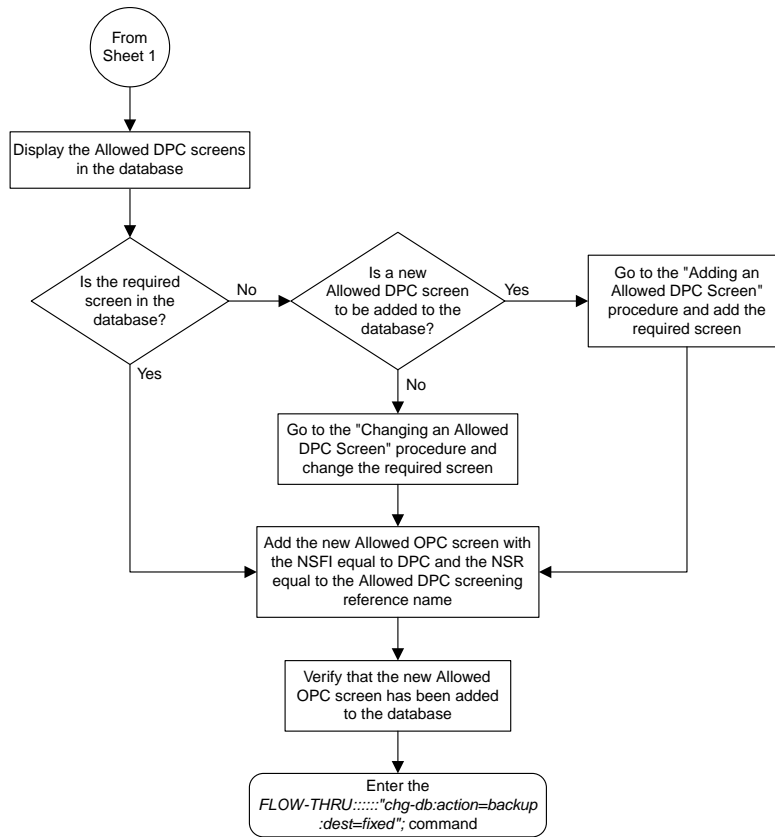 From
Sheet 1
Display the Allowed DPC screens
in the database
Is the required
screen in the
database?
No
Is a new
Allowed DPC screen
to be added to the
database?
Yes
Go to the "Adding an
Allowed DPC Screen"
procedure and add the
required screen
Yes
No
Go to the "Changing an Allowed
DPC Screen" procedure and
change the required screen
Add the new Allowed OPC screen with
the NSFI equal to DPC and the NSR
equal to the Allowed DPC screening
reference name
Verify that the new Allowed
OPC screen has been added
to the database
Enter the
FLOW-THRU::::::"chg-db:action=backup
:dest=fixed"; command